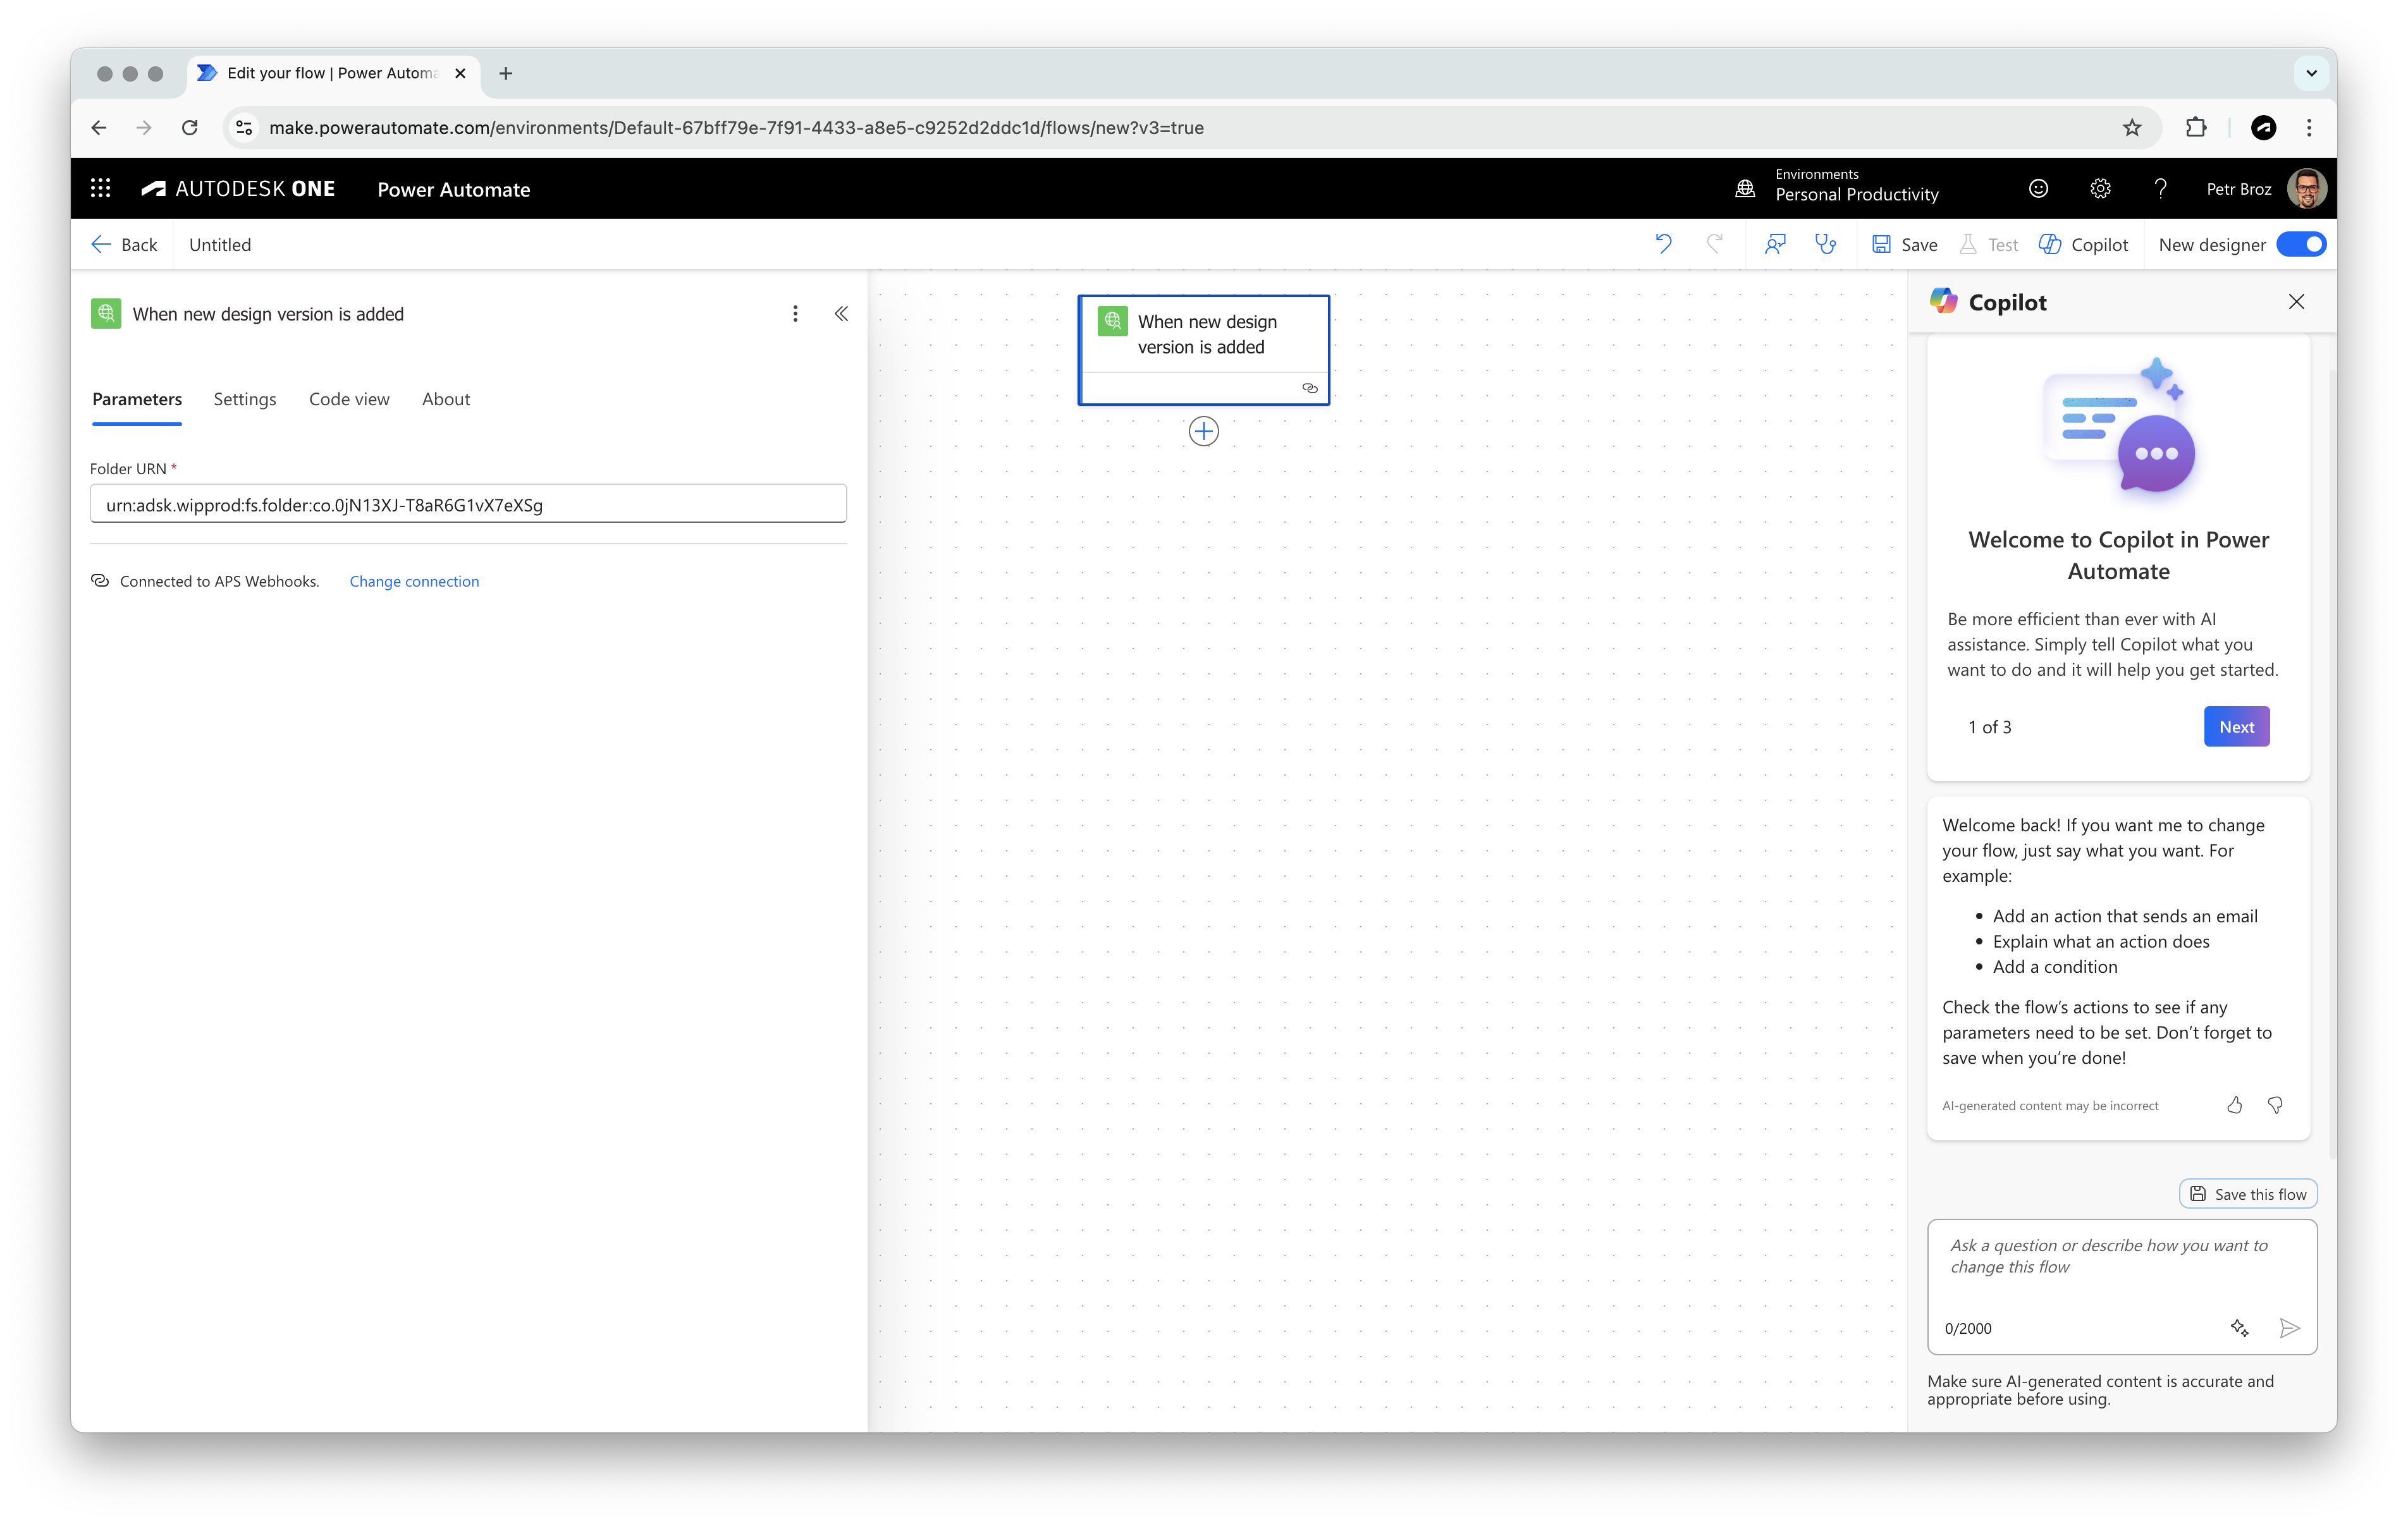 Edit your flow | Power Automa
make.powerautomate.com/environments/Default-67bff79e-7f91-4433-a8e5-c9252d2ddc1d/flows/new?v3=true
AUTODESK ONE
Power Automate
Environments
Personal Productivity
Petr Broz
Back
Untitled
Save
Test
Copilot
New designer
When new design version is added
Parameters
Settings
Code view
About
Folder URN *
urn:adsk.wipprod:fs.folder:co.0jN13XJ-T8aR6G1vX7eXSg
Connected to APS Webhooks.
Change connection
When new design
version is added
Copilot
Welcome to Copilot in Power
Automate
Be more efficient than ever with AI
assistance. Simply tell Copilot what you
want to do and it will help you get started.
1 of 3
Next
Welcome back! If you want me to change
your flow, just say what you want. For
example:
• Add an action that sends an email
• Explain what an action does
• Add a condition
Check the flow’s actions to see if any
parameters need to be set. Don’t forget to
save when you’re done!
AI-generated content may be incorrect
Save this flow
Ask a question or describe how you want to
change this flow
0/2000
Make sure AI-generated content is accurate and
appropriate before using.